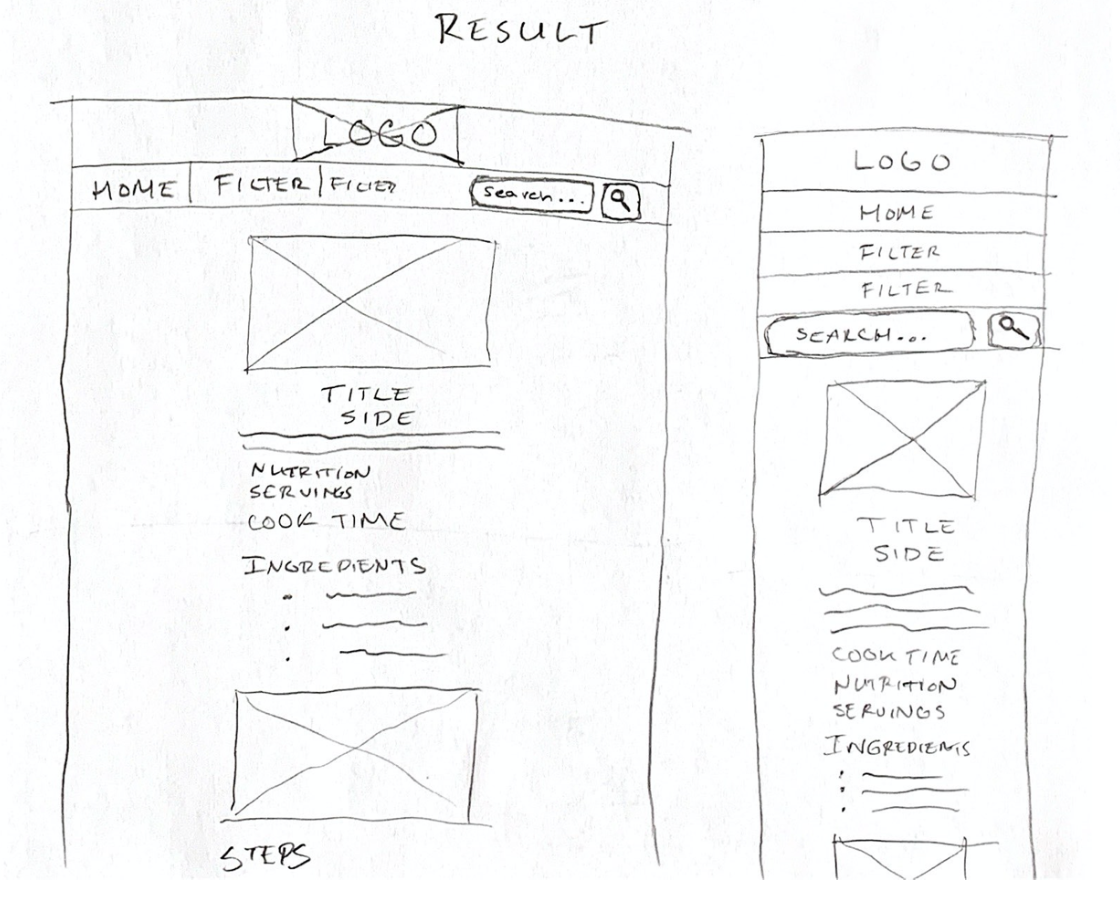 RESULT
LOGO
HOME FILTER FILTER search...
TITLE
SIDE
NUTRITION
SERVINGS
COOK TIME
INGREDIENTS
STEPS
LOGO
HOME
FILTER
FILTER
SEARCH...
TITLE
SIDE
COOK TIME
NUTRITION
SERVINGS
INGREDIENTS